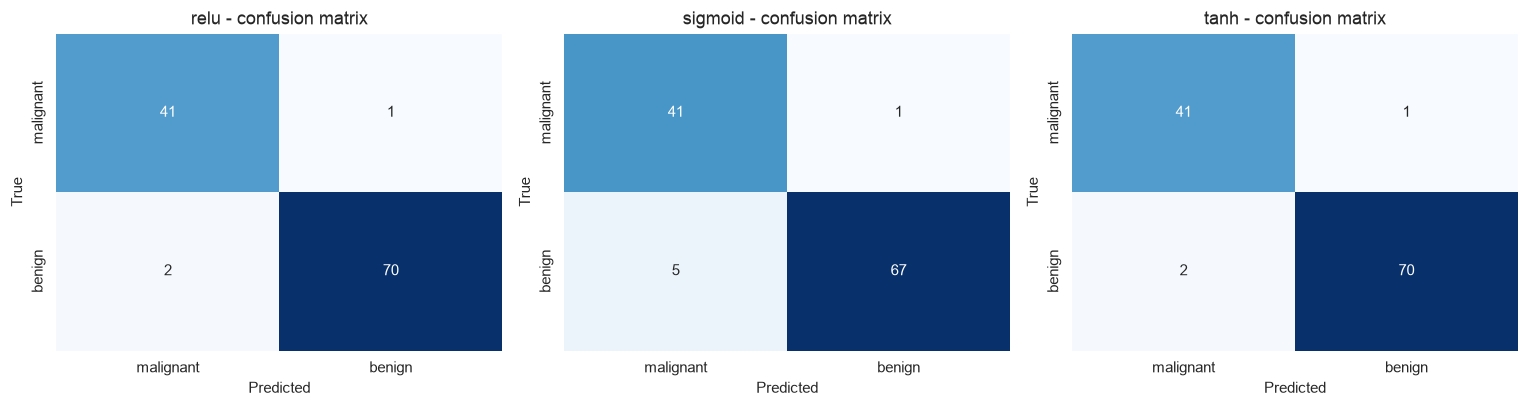 relu - confusion matrix
malignant
benign
True
41
1
2
70
malignant
benign
Predicted
sigmoid - confusion matrix
malignant
benign
True
41
1
5
67
malignant
benign
Predicted
tanh - confusion matrix
malignant
benign
True
41
1
2
70
malignant
benign
Predicted